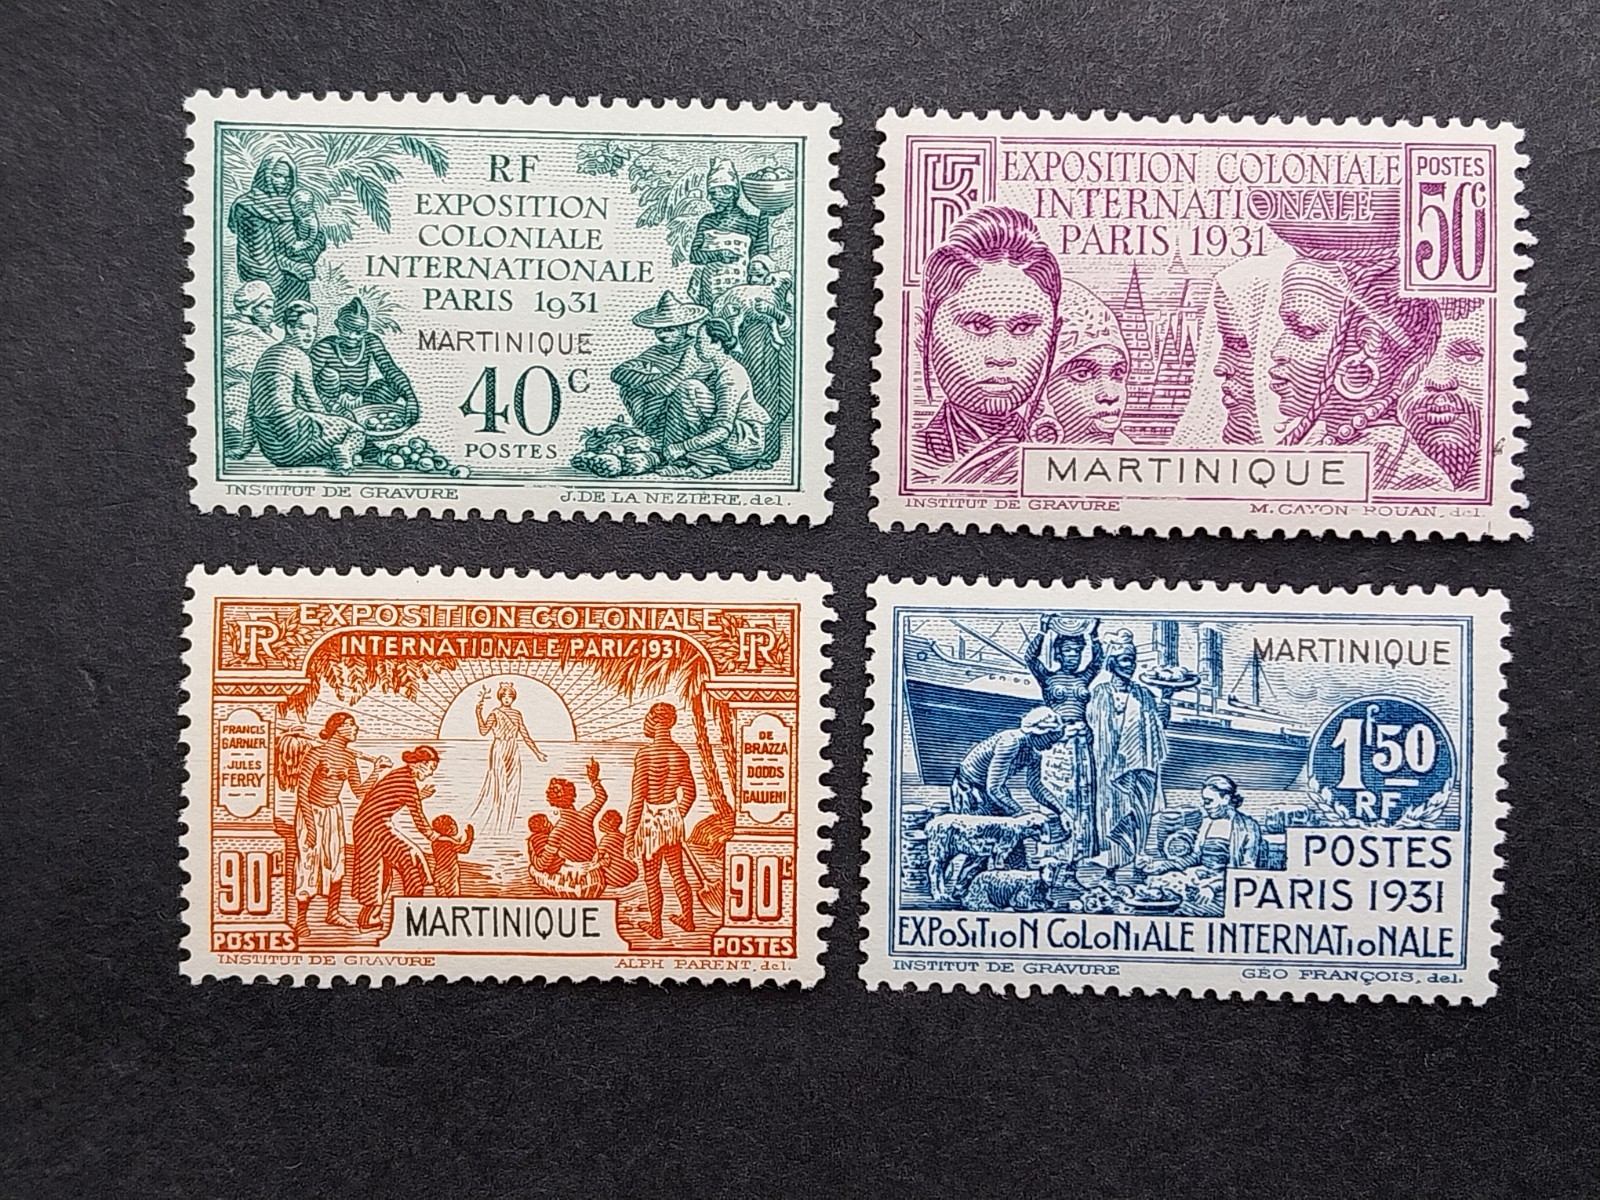 RF
EXPOSITION
COLONIALE
INTERNATIONALE
PARIS 1931
MARTINIQUE
40c
POSTES
INSTITUT DE GRAVURE
J. DE LA NEZIÈRE, del.
RF
EXPOSITION COLONIALE
INTERNATIONALE
PARIS 1931
POSTES
50c
MARTINIQUE
INSTITUT DE GRAVURE
M. CAYON-ROUAN, del.
EXPOSITION COLONIALE
INTERNATIONALE PARIS 1931
RF
RF
FRANCIS
GARNIER
JULES
FERRY
DE
BRAZZA
DODDS
GALLIENI
90c
90c
POSTES
MARTINIQUE
POSTES
INSTITUT DE GRAVURE
ALPH PARENT, del.
MARTINIQUE
1f50
RF
POSTES
PARIS 1931
EXPOSITION COLONIALE INTERNATIONALE
INSTITUT DE GRAVURE
GÉO FRANÇOIS, del.